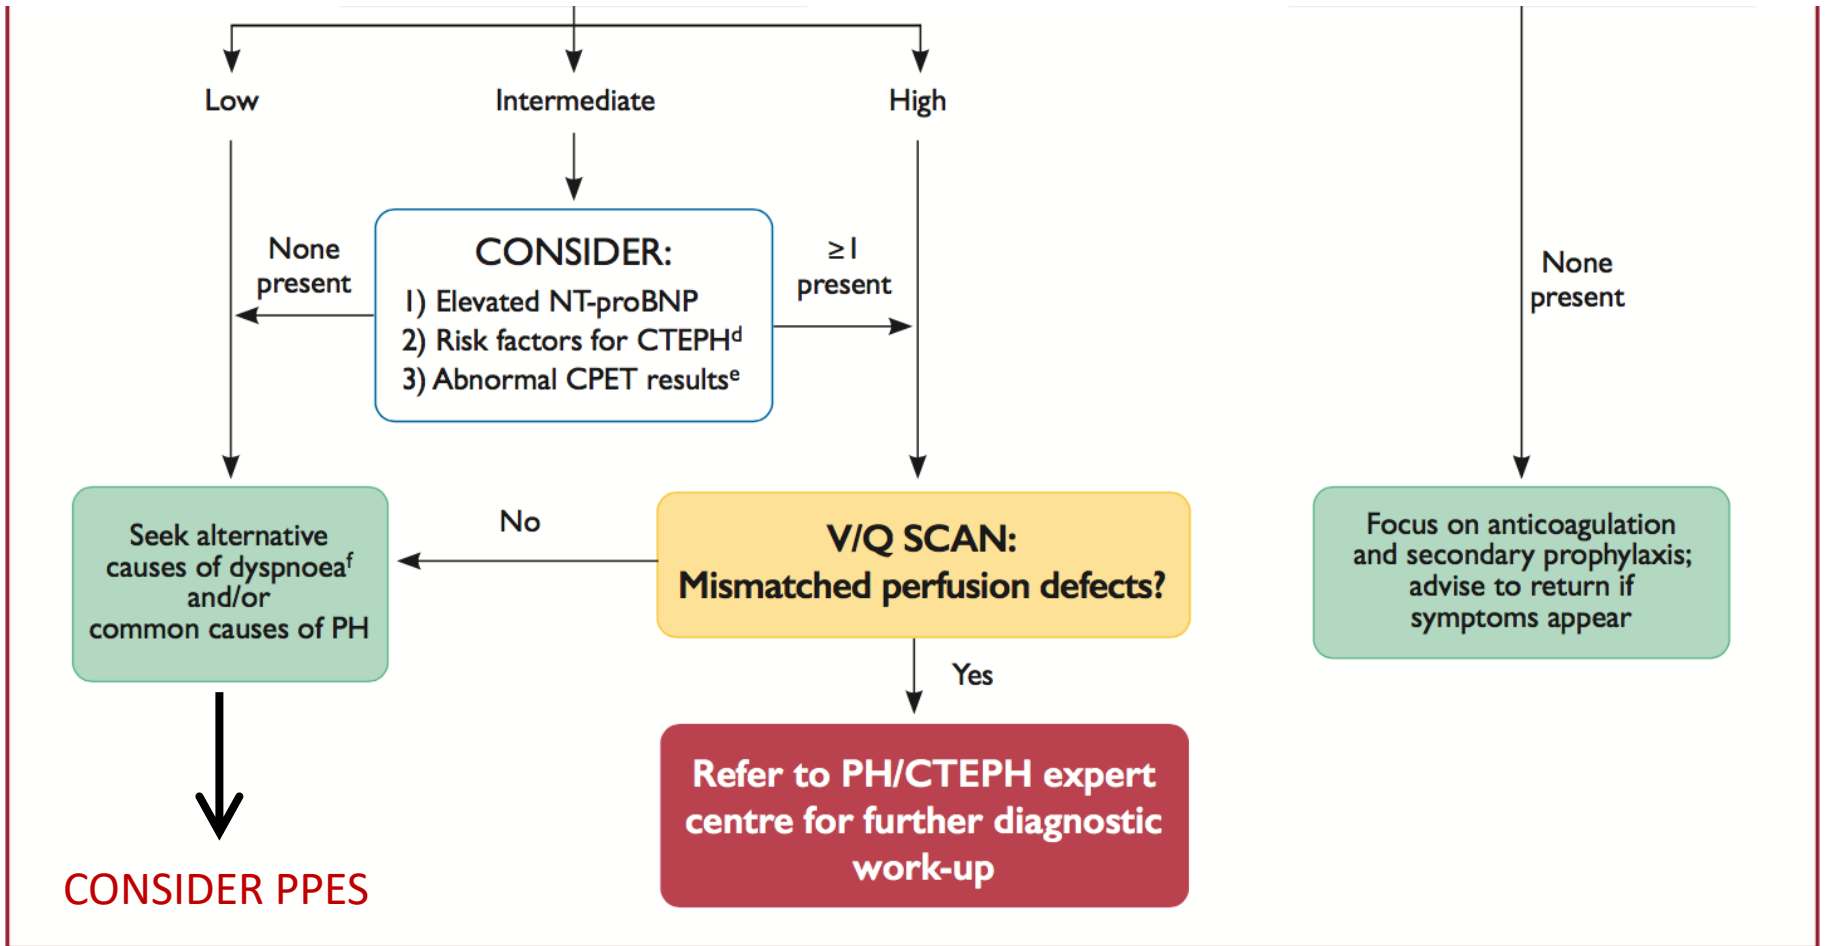 Low
Intermediate
High
None
present
CONSIDER:
1) Elevated NT-proBNP
2) Risk factors for CTEPHᵈ
3) Abnormal CPET resultsᵉ
≥1
present
None
present
Seek alternative
causes of dyspnoeaᶠ
and/or
common causes of PH
No
V/Q SCAN:
Mismatched perfusion defects?
Focus on anticoagulation
and secondary prophylaxis;
advise to return if
symptoms appear
Yes
Refer to PH/CTEPH expert
centre for further diagnostic
work-up
CONSIDER PPES